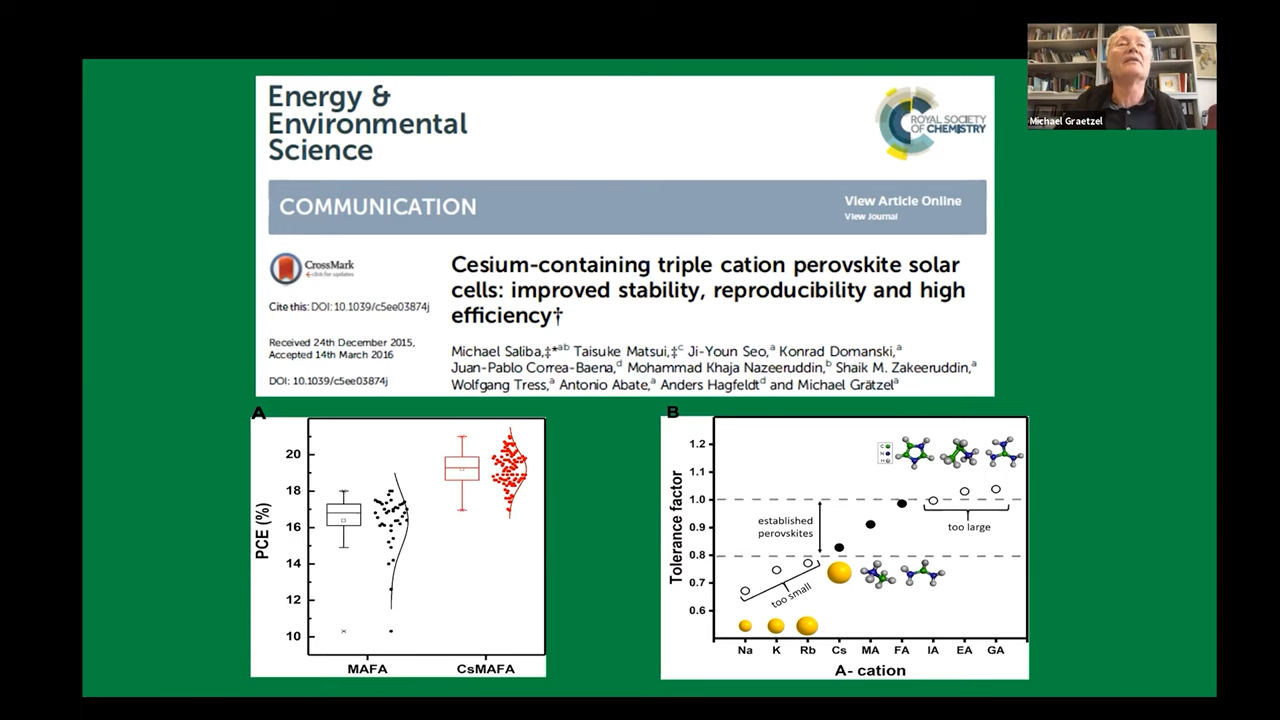 Energy &
Environmental
Science
ROYAL SOCIETY
OF CHEMISTRY
Michael Graetzel
COMMUNICATION
View Article Online
View Journal
CrossMark
click for updates
Cite this: DOI: 10.1039/c5ee03874j
Received 24th December 2015,
Accepted 14th March 2016
DOI: 10.1039/c5ee03874j
Cesium-containing triple cation perovskite solar
cells: improved stability, reproducibility and high
efficiency†
Michael Saliba,‡*ab Taisuke Matsui,‡c Ji-Youn Seo,a Konrad Domanski,a
Juan-Pablo Correa-Baena,d Mohammad Khaja Nazeeruddin,b Shaik M. Zakeeruddin,a
Wolfgang Tress,a Antonio Abate,a Anders Hagfeldtd and Michael Grätzela
A
PCE (%)
20
18
16
14
12
10
MAFA CsMAFA
B
Tolerance factor
1.2
1.1
1.0
0.9
0.8
0.7
0.6
C
N
H
established
perovskites
too large
too small
Na K Rb Cs MA FA IA EA GA
A- cation